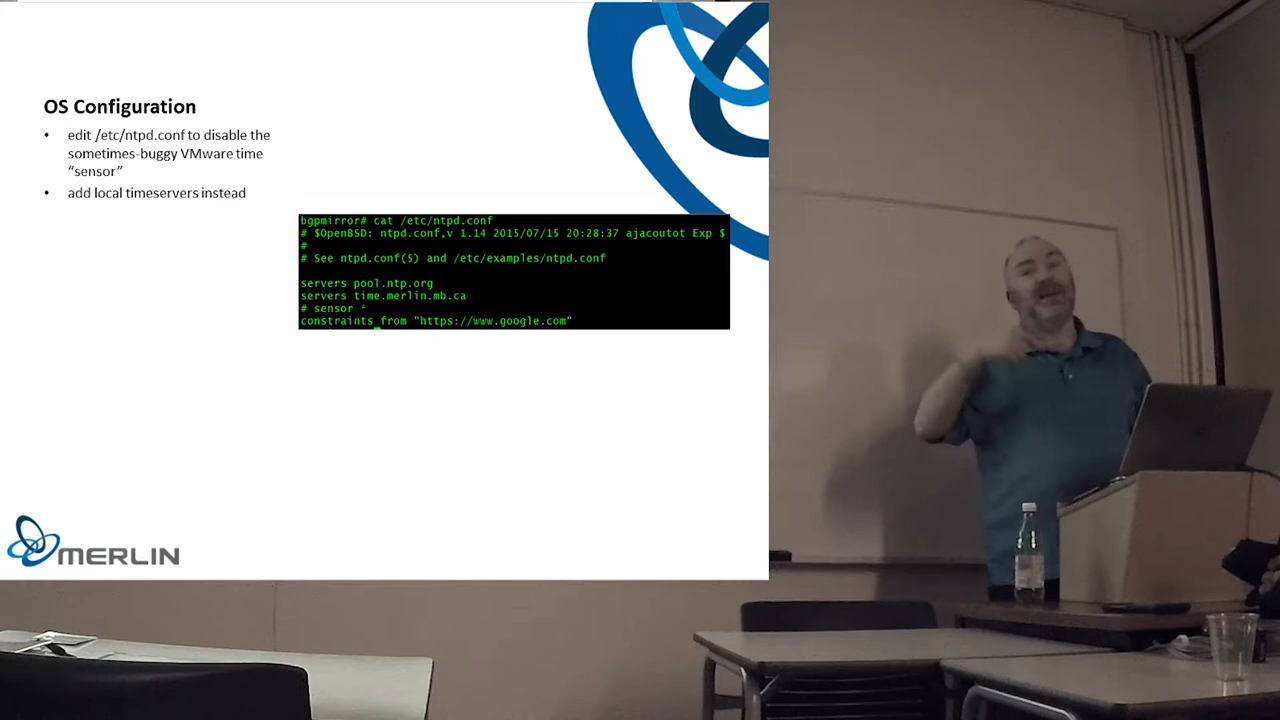 OS Configuration
• edit /etc/ntpd.conf to disable the
sometimes-buggy VMware time
“sensor”
• add local timeservers instead
bgpmirror# cat /etc/ntpd.conf
# $OpenBSD: ntpd.conf,v 1.14 2015/07/15 20:28:37 ajacoutot Exp $
#
# See ntpd.conf(5) and /etc/examples/ntpd.conf
servers pool.ntp.org
servers time.merlin.mb.ca
# sensor *
constraints from "https://www.google.com"
MERLIN